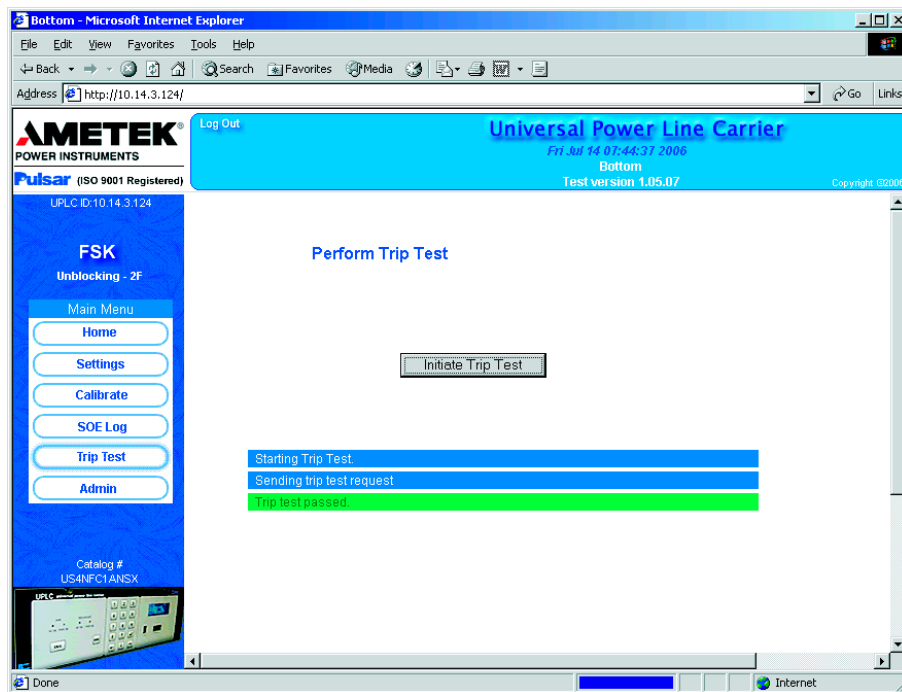 Bottom - Microsoft Internet Explorer
File Edit View Favorites Tools Help
Back Search Favorites Media
Address http://10.14.3.124/ Go Links
AMETEK®
POWER INSTRUMENTS
Pulsar (ISO 9001 Registered)
Log Out
Universal Power Line Carrier
Fri Jul 14 07:44:37 2006
Bottom
Test version 1.05.07
Copyright ©2006
UPLC ID:10.14.3.124
FSK
Unblocking - 2F
Main Menu
Home
Settings
Calibrate
SOE Log
Trip Test
Admin
Catalog #
US4NFC1ANSX
UPLC
Perform Trip Test
Initiate Trip Test
Starting Trip Test.
Sending trip test request
Trip test passed.
Done
Internet